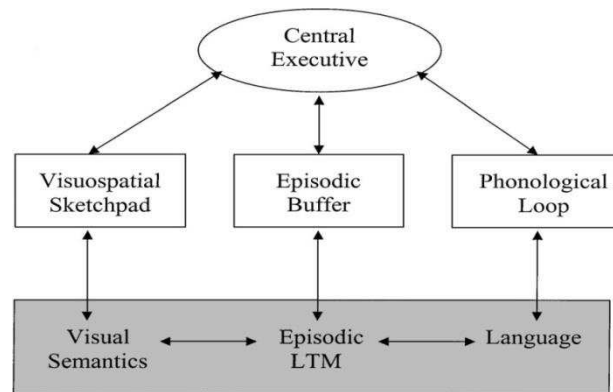 Central
Executive
Visuospatial
Sketchpad
Episodic
Buffer
Phonological
Loop
Visual
Semantics
Episodic
LTM
Language